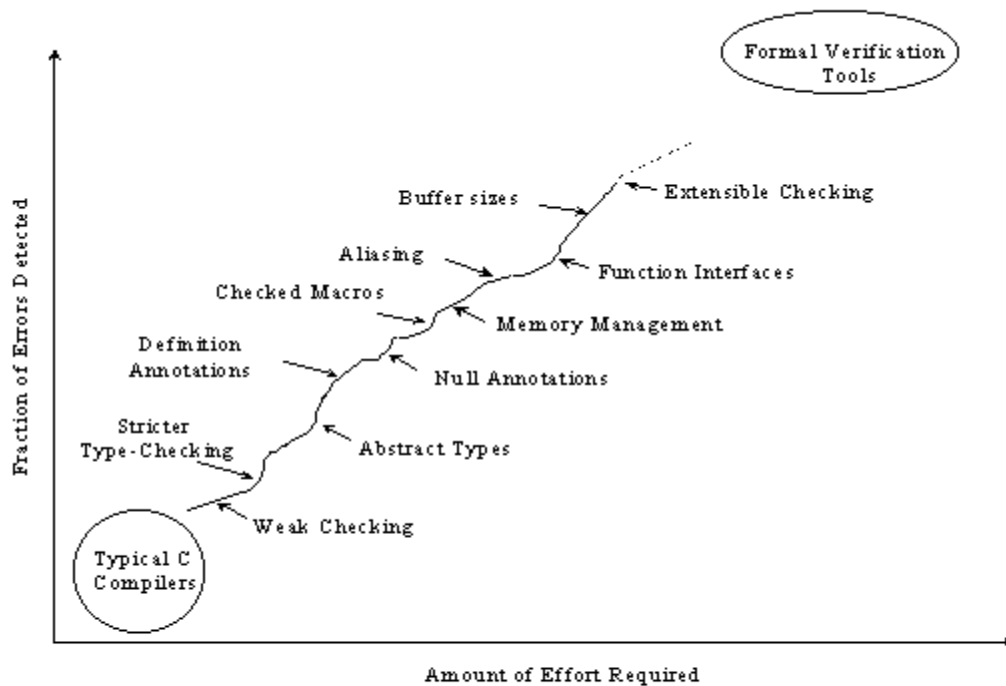 Formal Verification
Tools
Buffer sizes
Extensible Checking
Aliasing
Function Interfaces
Checked Macros
Memory Management
Definition
Annotations
Null Annotations
Stricter
Type-Checking
Abstract Types
Weak Checking
Typical C
Compilers
Fraction of Errors Detected
Amount of Effort Required